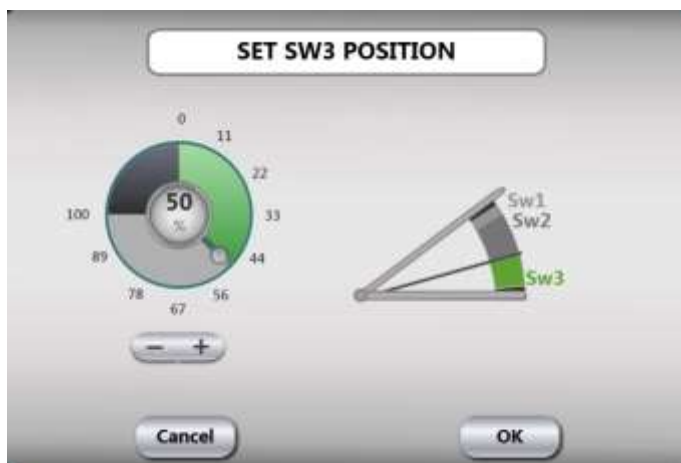 SET SW3 POSITION
0
11
22
33
44
56
67
78
89
100
50
%
Sw1
Sw2
Sw3
− +
Cancel
OK